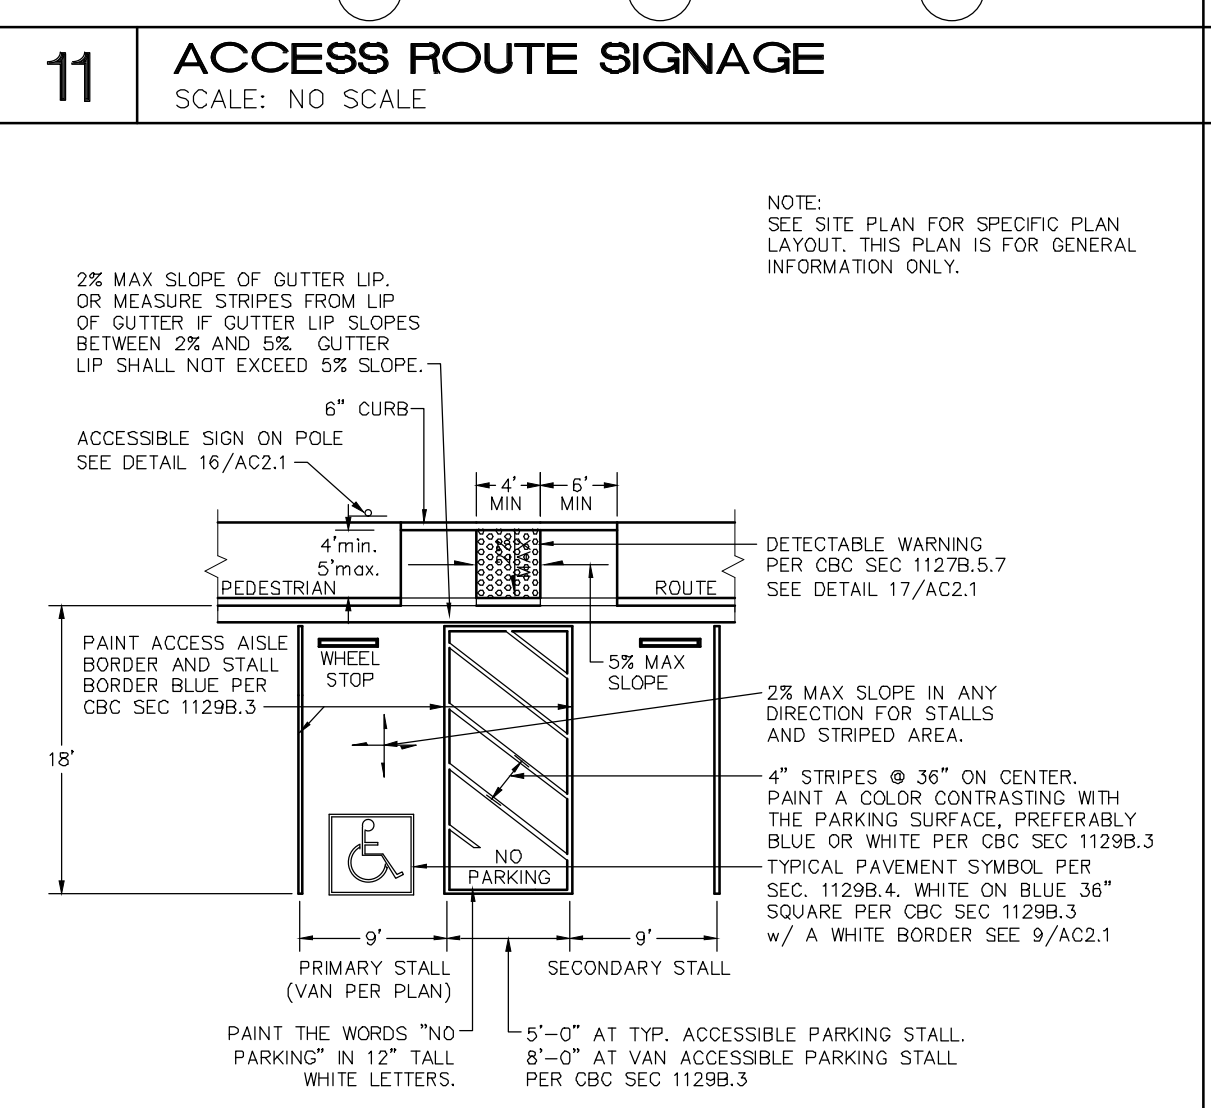 11
ACCESS ROUTE SIGNAGE
SCALE: NO SCALE
NOTE:
SEE SITE PLAN FOR SPECIFIC PLAN
LAYOUT. THIS PLAN IS FOR GENERAL
INFORMATION ONLY.
2% MAX SLOPE OF GUTTER LIP.
OR MEASURE STRIPES FROM LIP
OF GUTTER IF GUTTER LIP SLOPES
BETWEEN 2% AND 5%. GUTTER
LIP SHALL NOT EXCEED 5% SLOPE.
6" CURB
ACCESSIBLE SIGN ON POLE
SEE DETAIL 16/AC2.1
4'
MIN
6'
MIN
4'min.
5'max.
MAX
PEDESTRIAN
ROUTE
DETECTABLE WARNING
PER CBC SEC 1127B.5.7
SEE DETAIL 17/AC2.1
PAINT ACCESS AISLE
BORDER AND STALL
BORDER BLUE PER
CBC SEC 1129B.3
WHEEL
STOP
5% MAX
SLOPE
2% MAX SLOPE IN ANY
DIRECTION FOR STALLS
AND STRIPED AREA.
18'
4" STRIPES @ 36" ON CENTER.
PAINT A COLOR CONTRASTING WITH
THE PARKING SURFACE, PREFERABLY
BLUE OR WHITE PER CBC SEC 1129B.3
NO
PARKING
TYPICAL PAVEMENT SYMBOL PER
SEC. 1129B.4. WHITE ON BLUE 36"
SQUARE PER CBC SEC 1129B.3
w/ A WHITE BORDER SEE 9/AC2.1
9'
9'
PRIMARY STALL
(VAN PER PLAN)
SECONDARY STALL
PAINT THE WORDS "NO
PARKING" IN 12" TALL
WHITE LETTERS.
5'-0" AT TYP. ACCESSIBLE PARKING STALL.
8'-0" AT VAN ACCESSIBLE PARKING STALL
PER CBC SEC 1129B.3